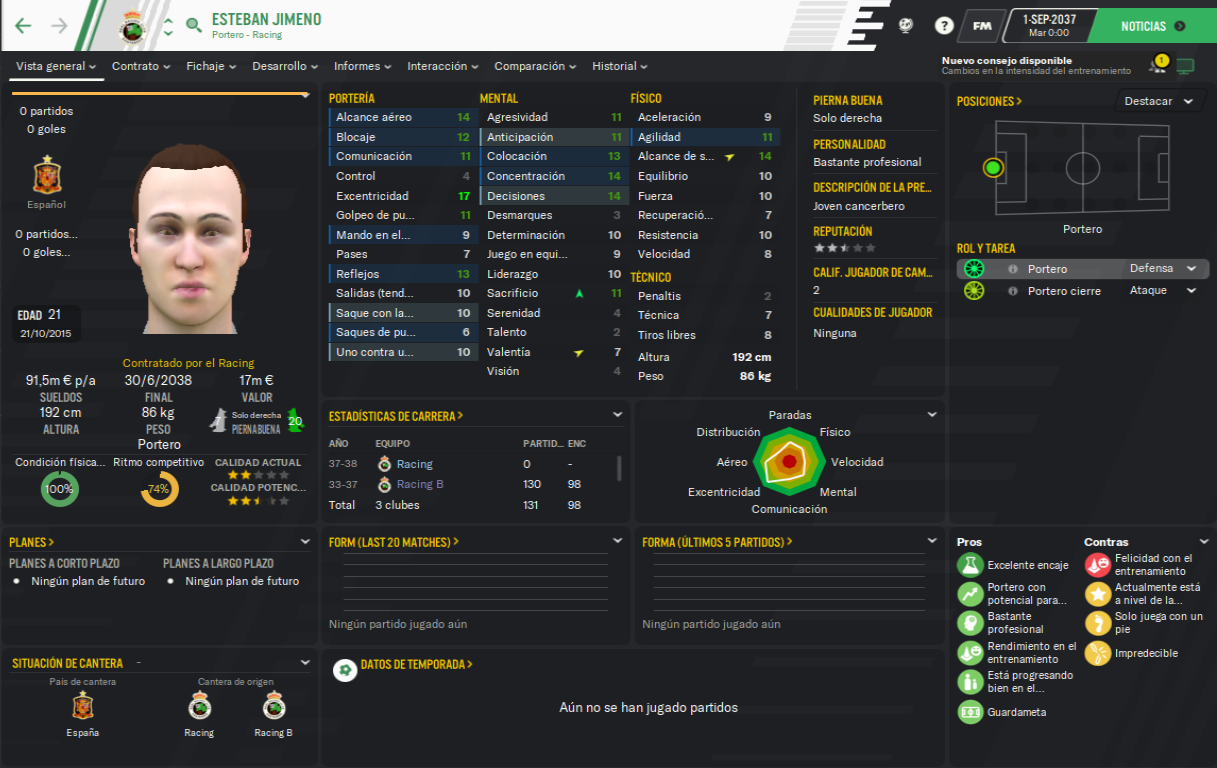 ESTEBAN JIMENO
Portero - Racing
?
FM
1-SEP-2037
Mar 0:00
NOTICIAS
Vista general
Contrato
Fichaje
Desarrollo
Informes
Interacción
Comparación
Historial
Nuevo consejo disponible
Cambios en la intensidad del entrenamiento
1
0 partidos
0 goles
Español
0 partidos...
0 goles...
EDAD 21
21/10/2015
Contratado por el Racing
91,5m € p/a
SUELDOS
30/6/2038
FINAL
17m €
VALOR
192 cm
ALTURA
86 kg
PESO
7
Solo derecha
PIERNA BUENA
20
Portero
Condición física...
100%
Ritmo competitivo
74%
CALIDAD ACTUAL
CALIDAD POTENC...
PORTERÍA
Alcance aéreo 14
Blocaje 12
Comunicación 11
Control 4
Excentricidad 17
Golpeo de pu... 11
Mando en el... 9
Pases 7
Reflejos 13
Salidas (tend... 10
Saque con la... 10
Saques de pu... 6
Uno contra u... 10
MENTAL
Agresividad 11
Anticipación 11
Colocación 13
Concentración 14
Decisiones 14
Desmarques 3
Determinación 10
Juego en equi... 9
Liderazgo 10
Sacrificio 11
Serenidad 4
Talento 2
Valentía 7
Visión 4
FÍSICO
Aceleración 9
Agilidad 11
Alcance de s... 14
Equilibrio 10
Fuerza 10
Recuperació... 7
Resistencia 10
Velocidad 8
TÉCNICO
Penaltis 2
Técnica 7
Tiros libres 8
Altura 192 cm
Peso 86 kg
PIERNA BUENA
Solo derecha
PERSONALIDAD
Bastante profesional
DESCRIPCIÓN DE LA PRE...
Joven cancerbero
REPUTACIÓN
CALIF. JUGADOR DE CAM...
2
CUALIDADES DE JUGADOR
Ninguna
POSICIONES >
Destacar
Portero
ROL Y TAREA
Portero Defensa
Portero cierre Ataque
ESTADÍSTICAS DE CARRERA >
AÑO EQUIPO PARTID... ENC
37-38 Racing 0 -
33-37 Racing B 130 98
Total 3 clubes 131 98
Paradas
Distribución
Físico
Aéreo
Velocidad
Excentricidad
Mental
Comunicación
PLANES >
PLANES A CORTO PLAZO
• Ningún plan de futuro
PLANES A LARGO PLAZO
• Ningún plan de futuro
FORM (LAST 20 MATCHES) >
Ningún partido jugado aún
FORMA (ÚLTIMOS 5 PARTIDOS) >
Ningún partido jugado aún
Pros
Excelente encaje
Portero con
potencial para...
Bastante
profesional
Rendimiento en el
entrenamiento
Está progresando
bien en el...
Guardameta
Contras
Felicidad con el
entrenamiento
Actualmente está
a nivel de la...
Solo juega con un
pie
Impredecible
SITUACIÓN DE CANTERA -
País de cantera
España
Cantera de origen
Racing
Racing B
DATOS DE TEMPORADA >
Aún no se han jugado partidos